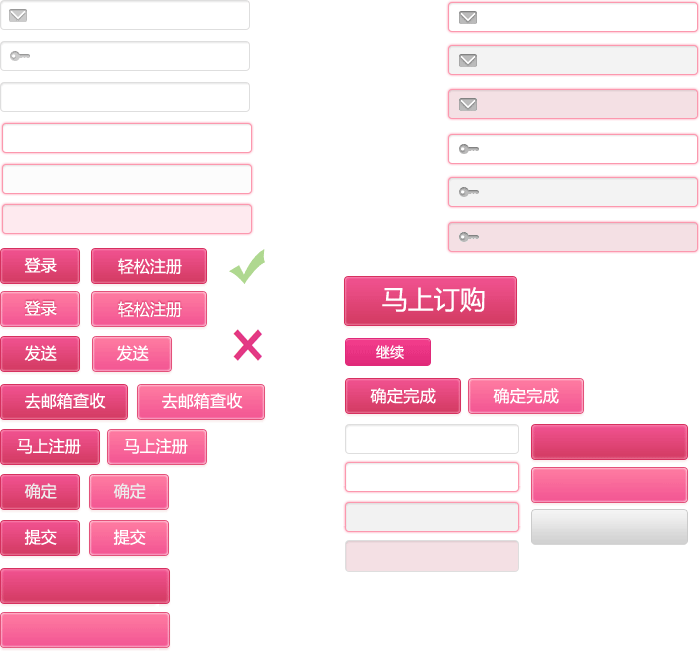 登录 轻松注册
登录 轻松注册
发送 发送
去邮箱查收 去邮箱查收
马上注册 马上注册
确定 确定
提交 提交
马上订购
继续
确定完成 确定完成